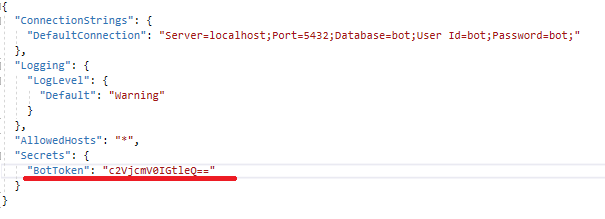 {
"ConnectionStrings": {
"DefaultConnection": "Server=localhost;Port=5432;Database=bot;User Id=bot;Password=bot;"
},
"Logging": {
"LogLevel": {
"Default": "Warning"
}
},
"AllowedHosts": "*",
"Secrets": {
"BotToken": "c2VjcmV0IGtleQ=="
}
}